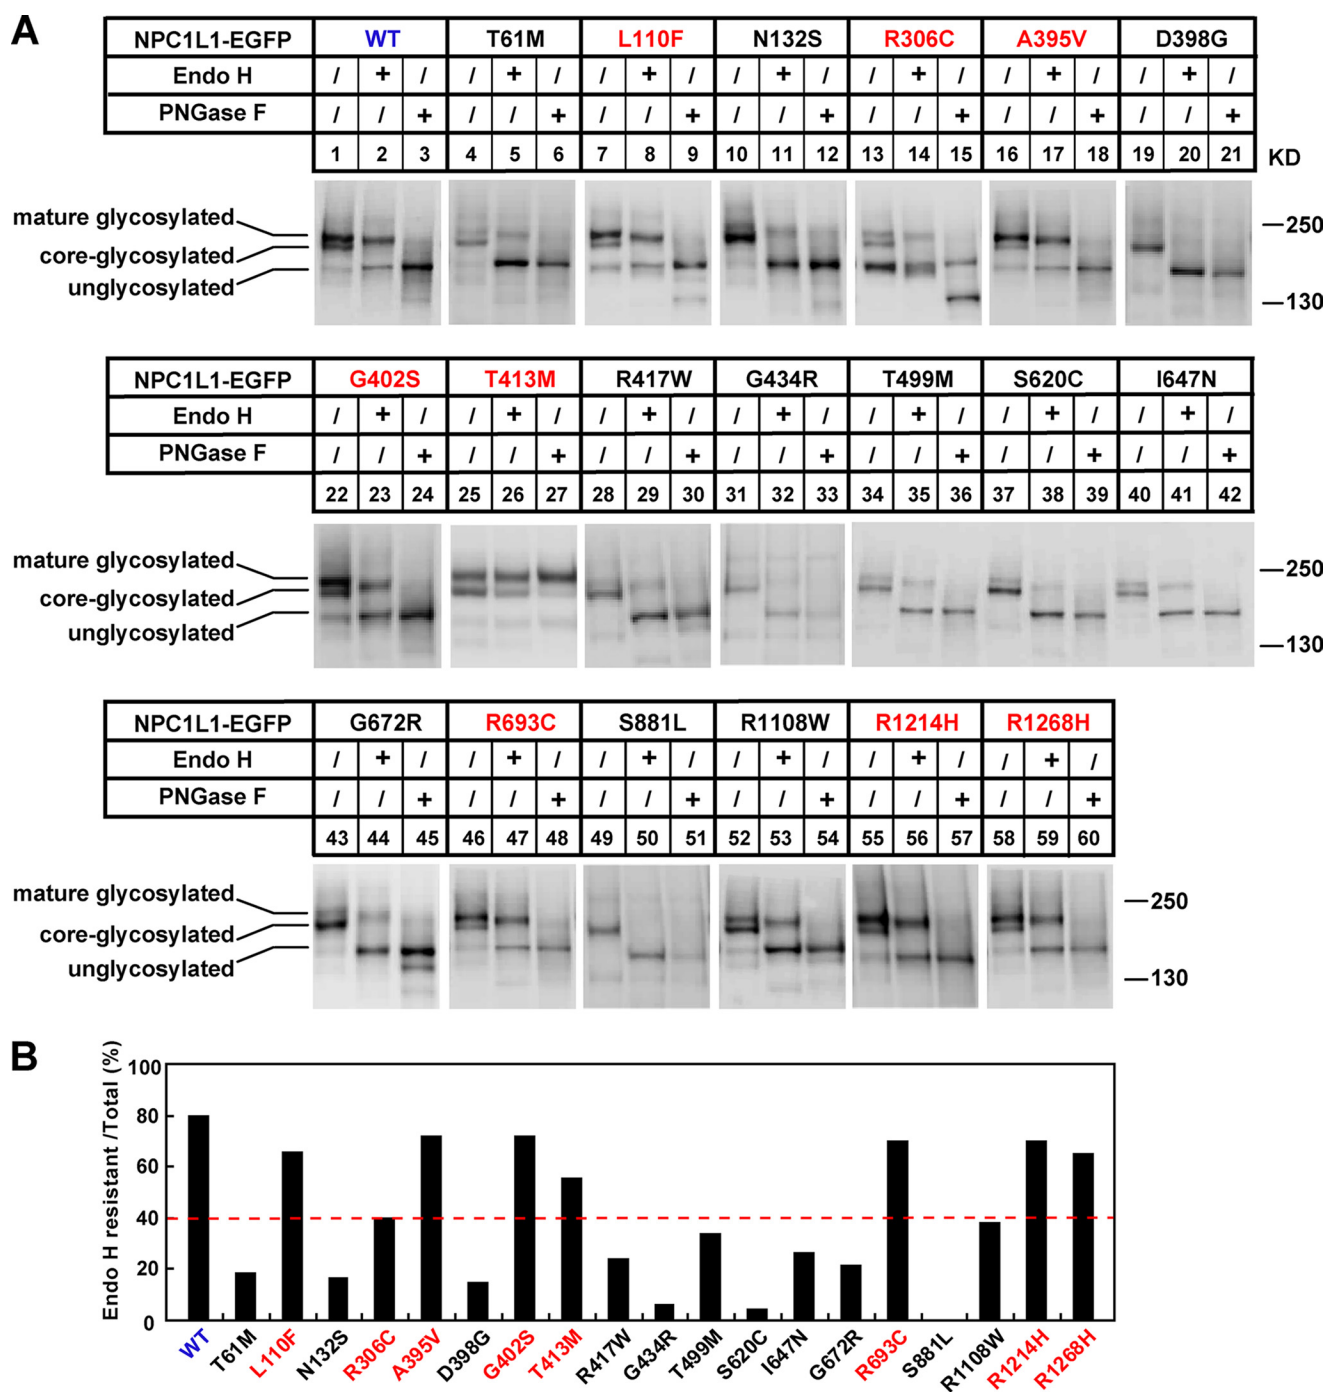 A
NPC1L1-EGFP WT T61M L110F N132S R306C A395V D398G
Endo H / + / / + / / + / / + / / + / / + / / + /
PNGase F / / + / / + / / + / / + / / + / / + / / +
1 2 3 4 5 6 7 8 9 10 11 12 13 14 15 16 17 18 19 20 21 KD
mature glycosylated
core-glycosylated
unglycosylated
250
130
NPC1L1-EGFP G402S T413M R417W G434R T499M S620C I647N
Endo H / + / / + / / + / / + / / + / / + / / + /
PNGase F / / + / / + / / + / / + / / + / / + / / +
22 23 24 25 26 27 28 29 30 31 32 33 34 35 36 37 38 39 40 41 42
mature glycosylated
core-glycosylated
unglycosylated
250
130
NPC1L1-EGFP G672R R693C S881L R1108W R1214H R1268H
Endo H / + / / + / / + / / + / / + / / + /
PNGase F / / + / / + / / + / / + / / + / / +
43 44 45 46 47 48 49 50 51 52 53 54 55 56 57 58 59 60
mature glycosylated
core-glycosylated
unglycosylated
250
130
B
Endo H resistant /Total (%)
100
80
60
40
20
0
WT T61M L110F N132S R306C A395V D398G G402S T413M R417W G434R T499M S620C I647N G672R R693C S881L R1108W R1214H R1268H